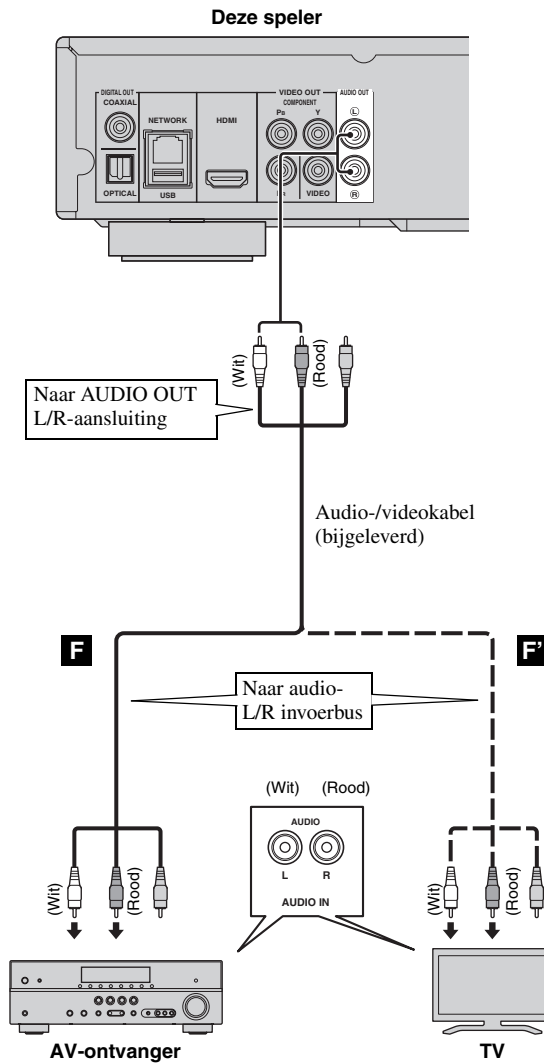 Deze speler
DIGITAL OUT
COAXIAL
OPTICAL
NETWORK
USB
HDMI
VIDEO OUT
COMPONENT
Y
VIDEO
AUDIO OUT
L
R
(Wit)
(Rood)
Naar AUDIO OUT
L/R-aansluiting
Audio-/videokabel
(bijgeleverd)
F
F'
Naar audio-
L/R invoerbus
(Wit) (Rood)
AUDIO
L R
AUDIO IN
(Wit)
(Rood)
(Wit)
(Rood)
AV-ontvanger
TV